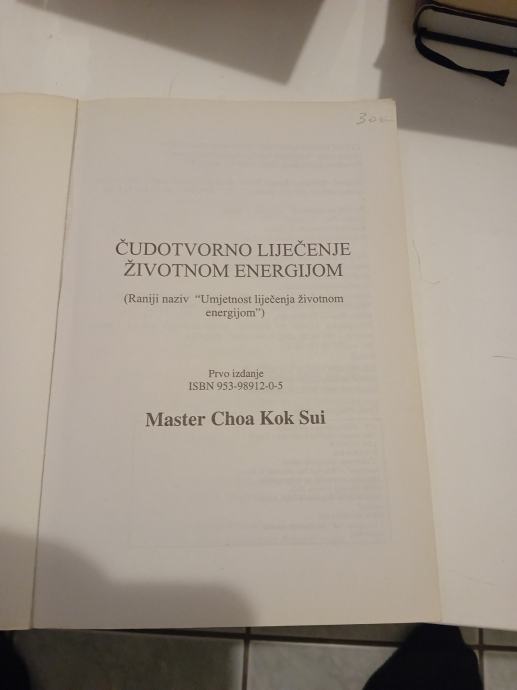 ČUDOTVORNO LIJEČENJE
ŽIVOTNOM ENERGIJOM
(Raniji naziv “Umjetnost liječenja životnom
energijom”)
Prvo izdanje
ISBN 953-98912-0-5
Master Choa Kok Sui